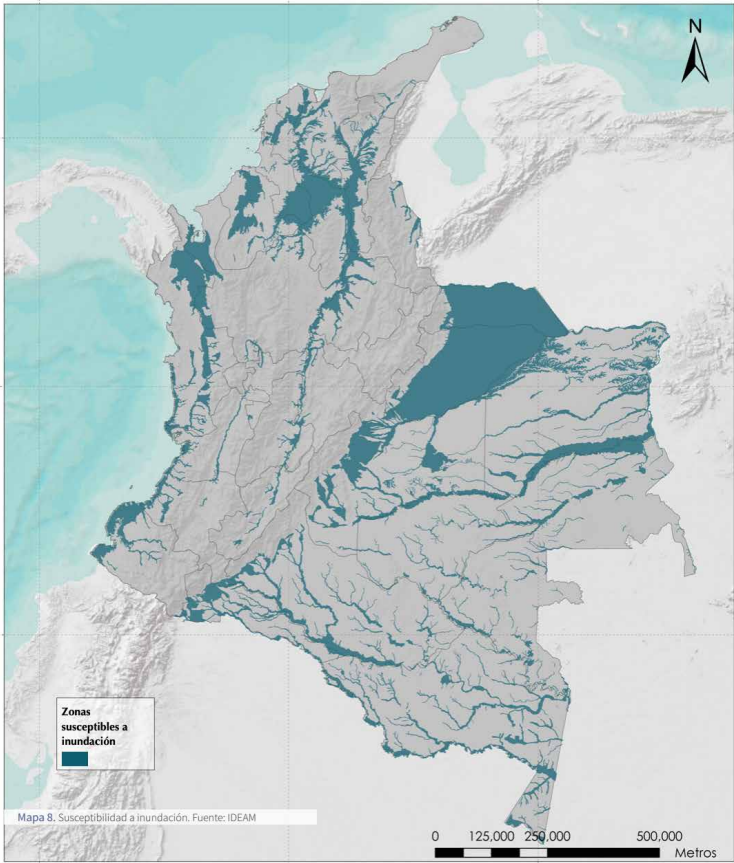 N
Zonas
susceptibles a
inundación
Mapa 8. Susceptibilidad a inundación. Fuente: IDEAM
0 125,000 250,000 500,000
Metros